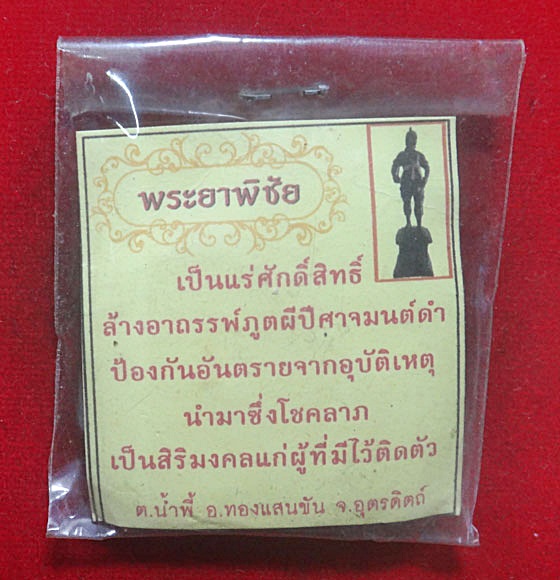 พระยาพิชัย
เป็นแร่ศักดิ์สิทธิ์
ล้างอาถรรพ์ภูตผีปีศาจมนต์ดำ
ป้องกันอันตรายจากอุบัติเหตุ
นำมาซึ่งโชคลาภ
เป็นสิริมงคลแก่ผู้ที่มีไว้ติดตัว
ต.น้ำพี้ อ.ทองแสนขัน จ.อุตรดิตถ์